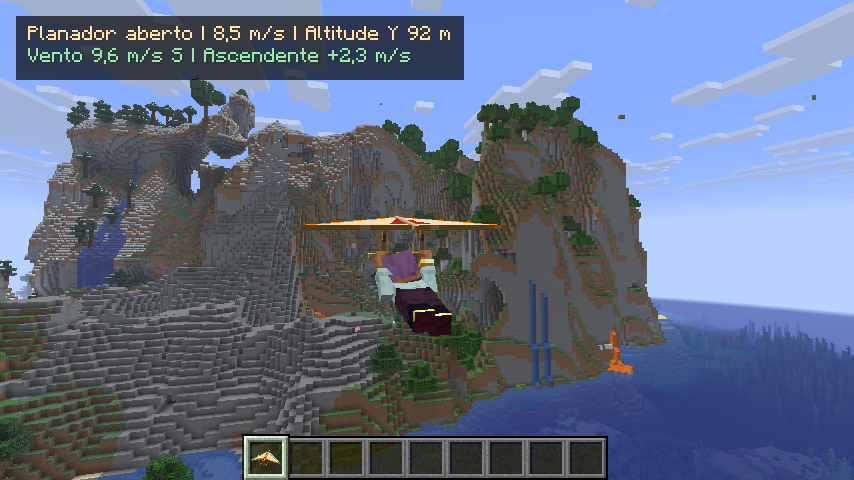 Planador aberto | 8,5 m/s | Altitude Y 92 m
Vento 9,6 m/s S | Ascendente +2,3 m/s